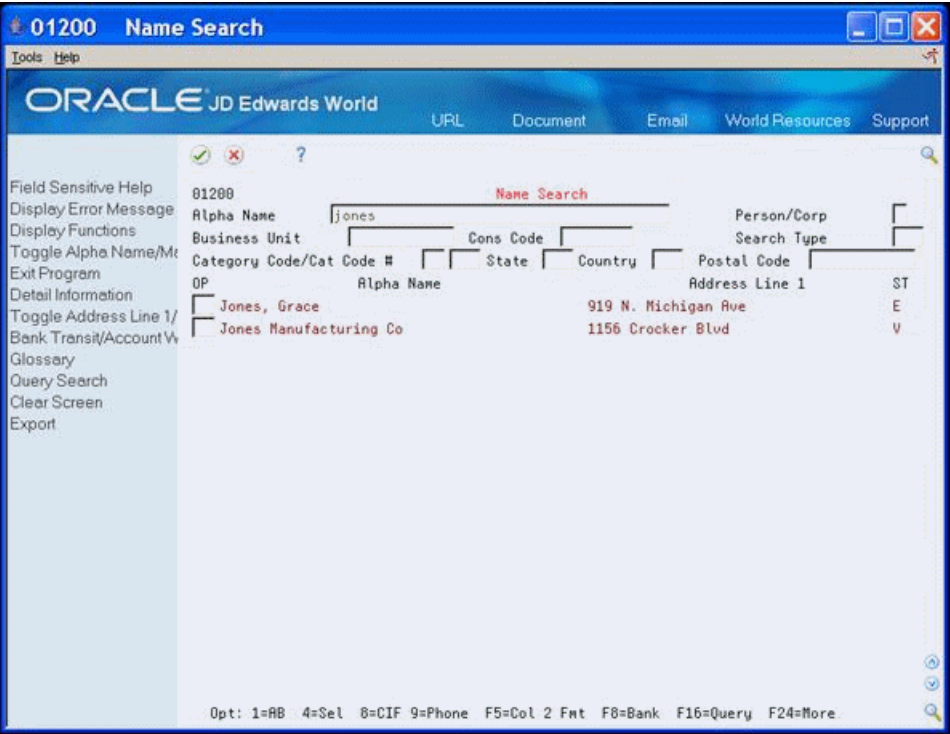 01200 Name Search
Tools Help
ORACLE JD Edwards World
URL Document Email World Resources Support
?
Field Sensitive Help
Display Error Message
Display Functions
Toggle Alpha Name/Ma
Exit Program
Detail Information
Toggle Address Line 1/
Bank Transit/Account W
Glossary
Query Search
Clear Screen
Export
01200 Name Search
Alpha Name jones Person/Corp
Business Unit Cons Code Search Type
Category Code/Cat Code # State Country Postal Code
OP Alpha Name Address Line 1 ST
Jones, Grace 919 N. Michigan Ave E
Jones Manufacturing Co 1156 Crocker Blvd V
Opt: 1=AB 4=Sel 8=CIF 9=Phone F5=Col 2 Fmt F8=Bank F16=Query F24=More